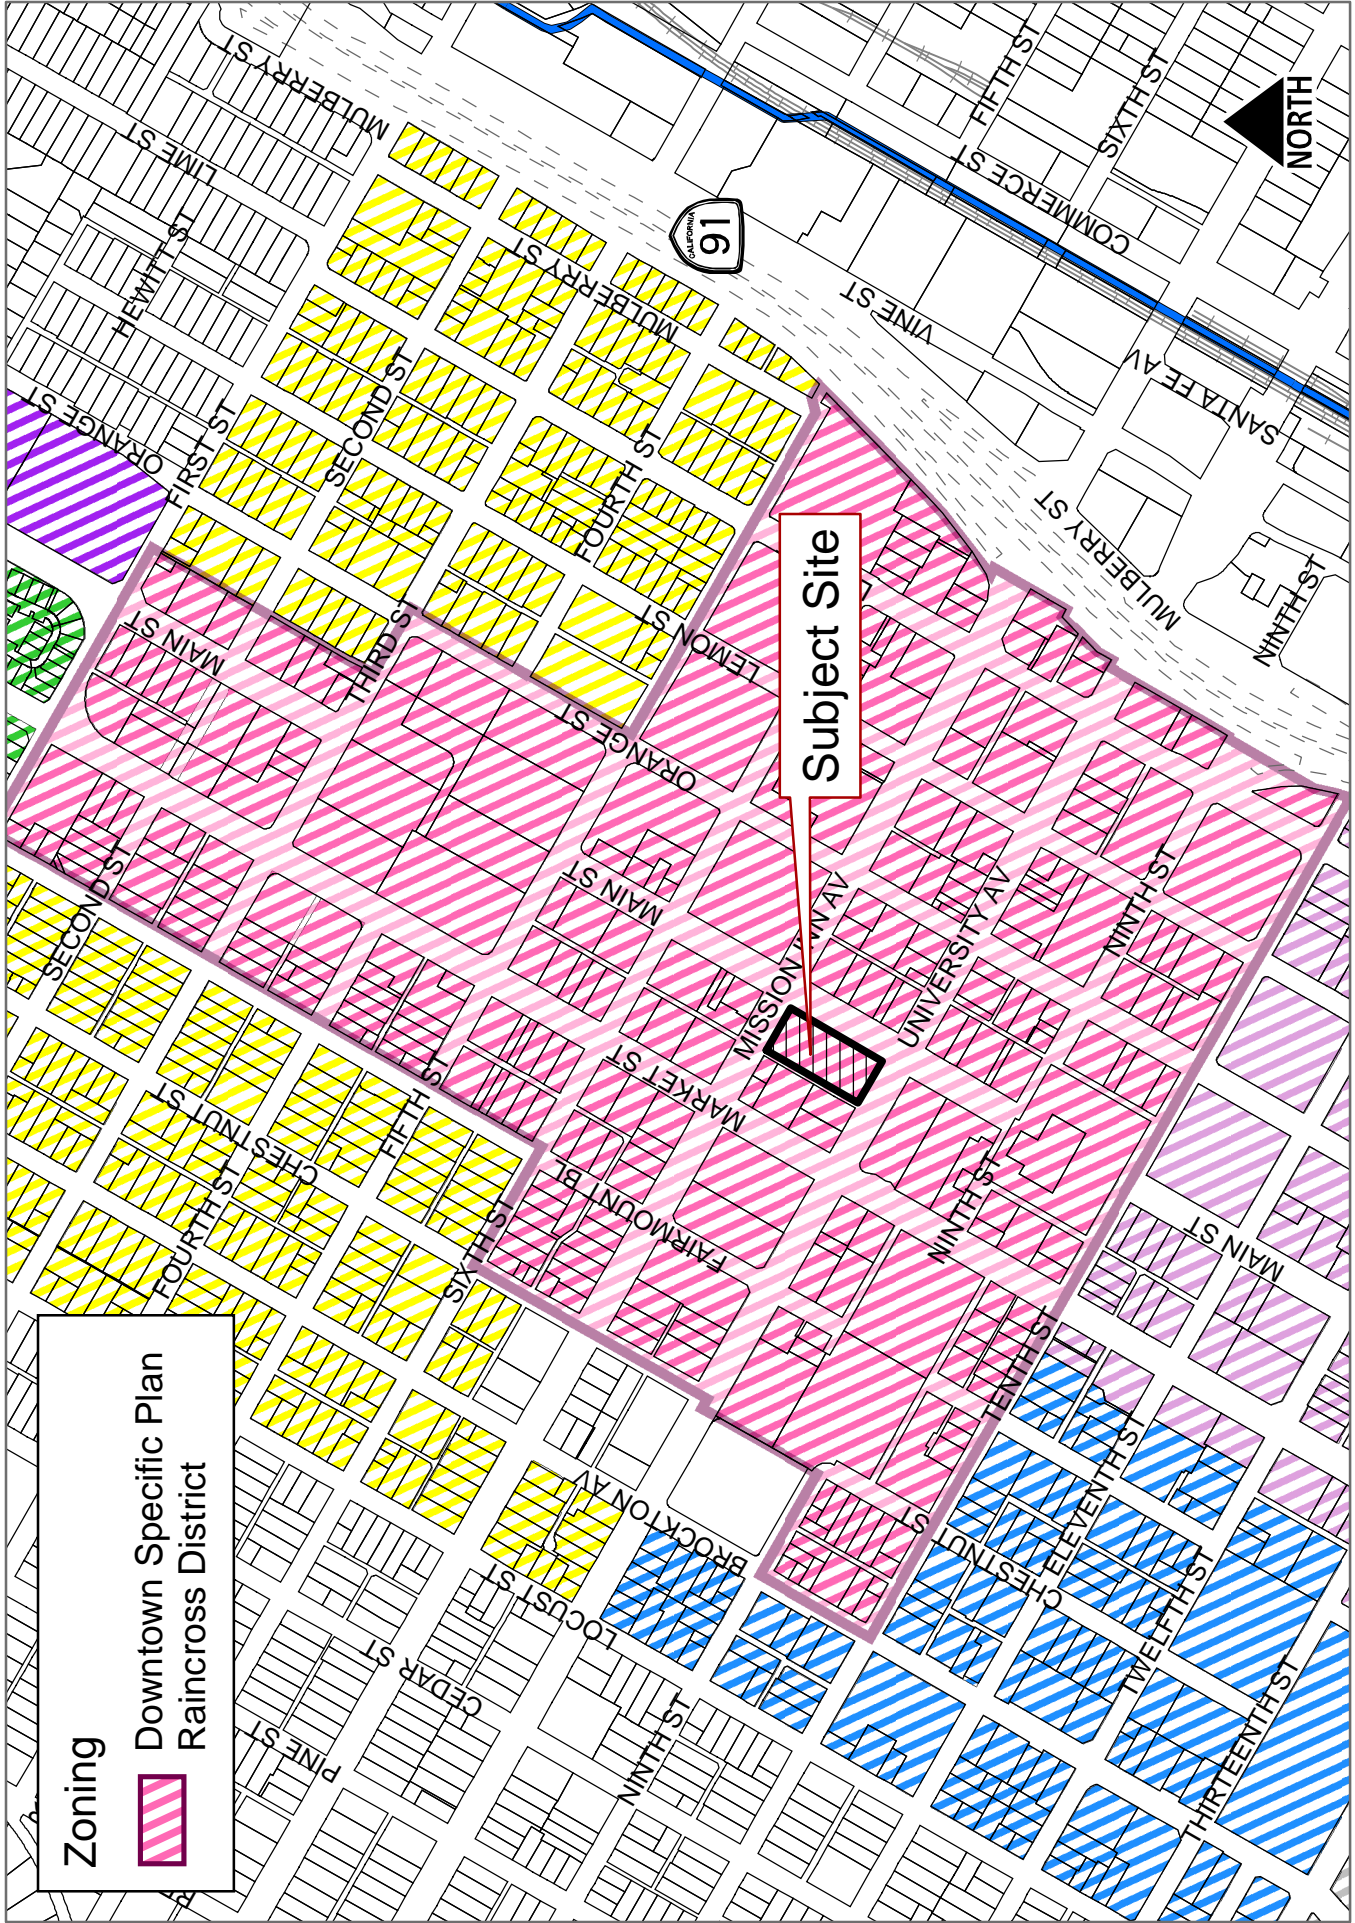 Zoning
Downtown Specific Plan
Raincross District
Subject Site
NORTH
CALIFORNIA
91
MULBERRY ST
LIME ST
HEWITT ST
ORANGE ST
FIRST ST
SECOND ST
MULBERRY ST
FOURTH ST
THIRD ST
MAIN ST
LEMON ST
ORANGE ST
MAIN ST
SECOND ST
FIFTH ST
SIXTH ST
COMMERCE ST
VINE ST
SANTA FE AV
MULBERRY ST
NINTH ST
NINTH ST
MISSION INN AV
UNIVERSITY AV
MARKET ST
FAIRMOUNT BL
CHESTNUT ST
FIFTH ST
FOURTH ST
SIXTH ST
NINTH ST
TENTH ST
MAIN ST
ELEVENTH ST
CHESTNUT ST
TWELFTH ST
THIRTEENTH ST
BROCKTON AV
LOCUST ST
CEDAR ST
PINE ST
NINTH ST